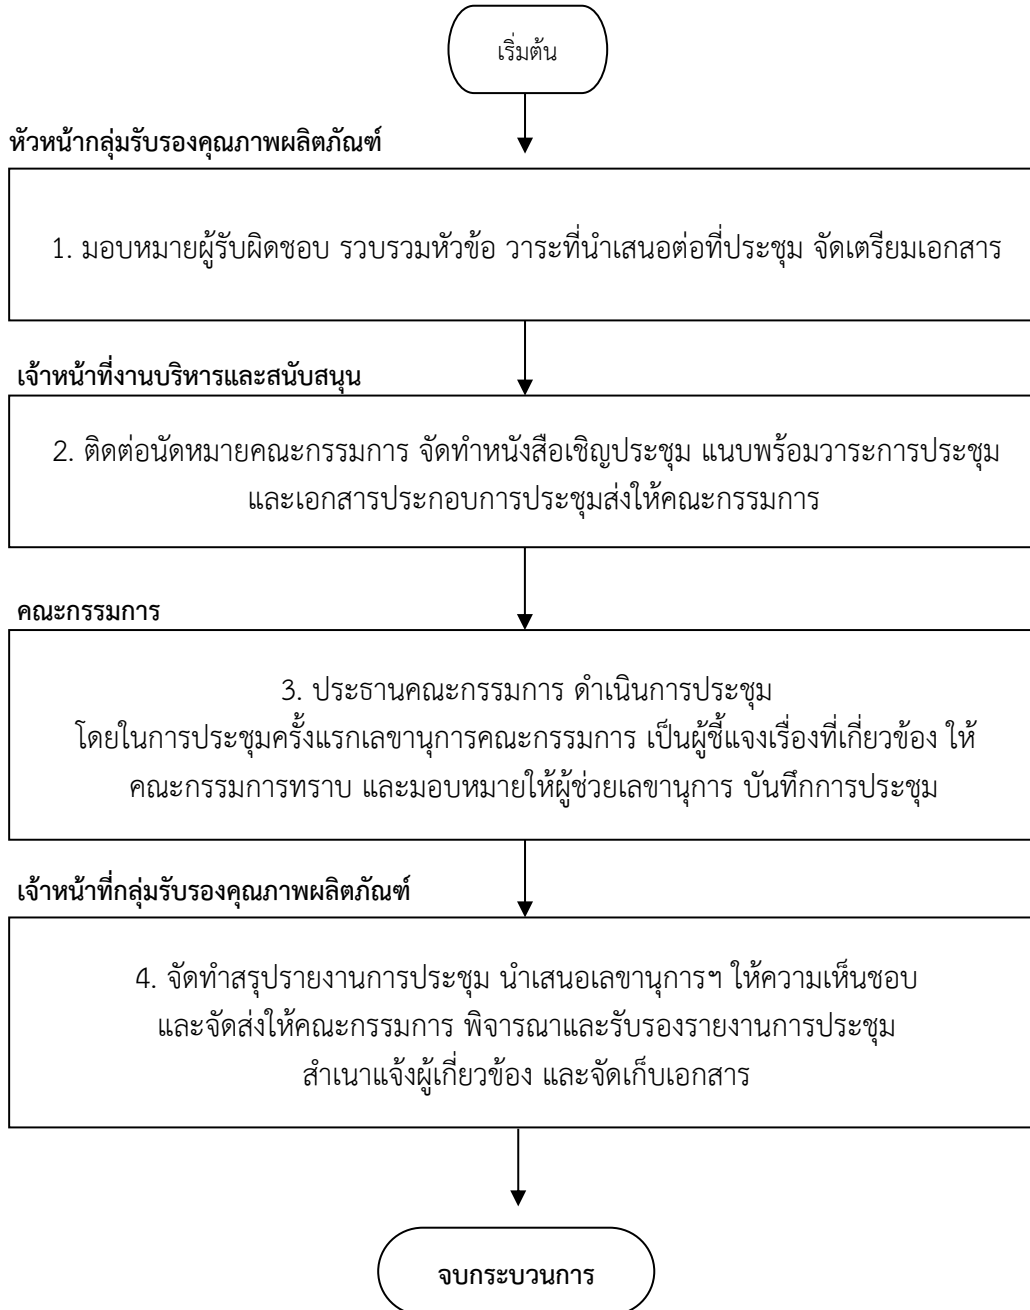 เริ่มต้น
หัวหน้ากลุ่มรับรองคุณภาพผลิตภัณฑ์
1. มอบหมายผู้รับผิดชอบ รวบรวมหัวข้อ วาระที่นำเสนอต่อที่ประชุม จัดเตรียมเอกสาร
เจ้าหน้าที่งานบริหารและสนับสนุน
2. ติดต่อนัดหมายคณะกรรมการ จัดทำหนังสือเชิญประชุม แนบพร้อมวาระการประชุม
และเอกสารประกอบการประชุมส่งให้คณะกรรมการ
คณะกรรมการ
3. ประธานคณะกรรมการ ดำเนินการประชุม
โดยในการประชุมครั้งแรกเลขานุการคณะกรรมการ เป็นผู้ชี้แจงเรื่องที่เกี่ยวข้อง ให้
คณะกรรมการทราบ และมอบหมายให้ผู้ช่วยเลขานุการ บันทึกการประชุม
เจ้าหน้าที่กลุ่มรับรองคุณภาพผลิตภัณฑ์
4. จัดทำสรุปรายงานการประชุม นำเสนอเลขานุการฯ ให้ความเห็นชอบ
และจัดส่งให้คณะกรรมการ พิจารณาและรับรองรายงานการประชุม
สำเนาแจ้งผู้เกี่ยวข้อง และจัดเก็บเอกสาร
จบกระบวนการ